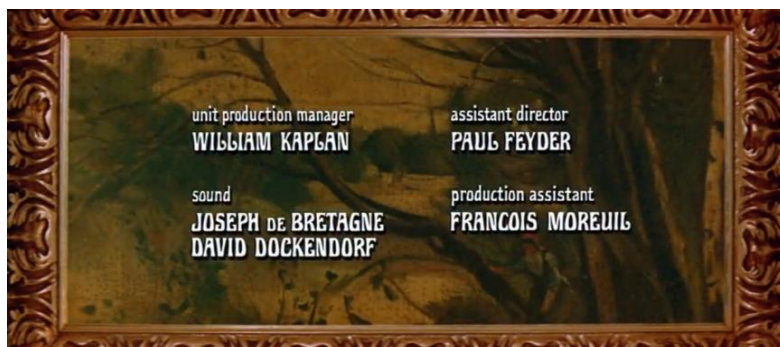 unit production manager
WILLIAM KAPLAN
assistant director
PAUL FEYDER
sound
JOSEPH DE BRETAGNE
DAVID DOCKENDORF
production assistant
FRANCOIS MOREUIL